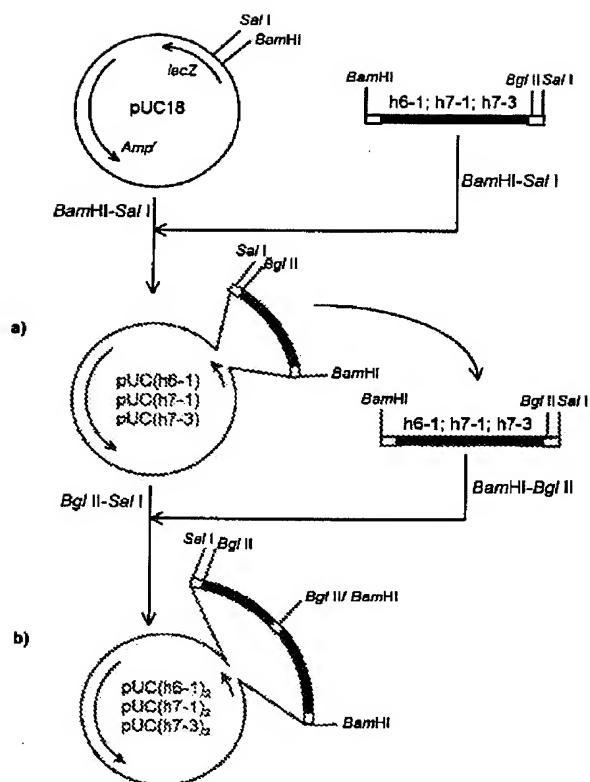 Sal I
BamHI
lacZ
pUC18
Ampʳ
BamHI
Bgl II Sal I
h6-1; h7-1; h7-3
BamHI-Sal I
BamHI-Sal I
Sal I
Bgl II
a)
pUC(h6-1)
pUC(h7-1)
pUC(h7-3)
BamHI
BamHI
Bgl II Sal I
h6-1; h7-1; h7-3
Bgl II-Sal I
BamHI-Bgl II
Sal I
Bgl II
Bgl II/ BamHI
b)
pUC(h6-1)₂
pUC(h7-1)₂
pUC(h7-3)₂
BamHI